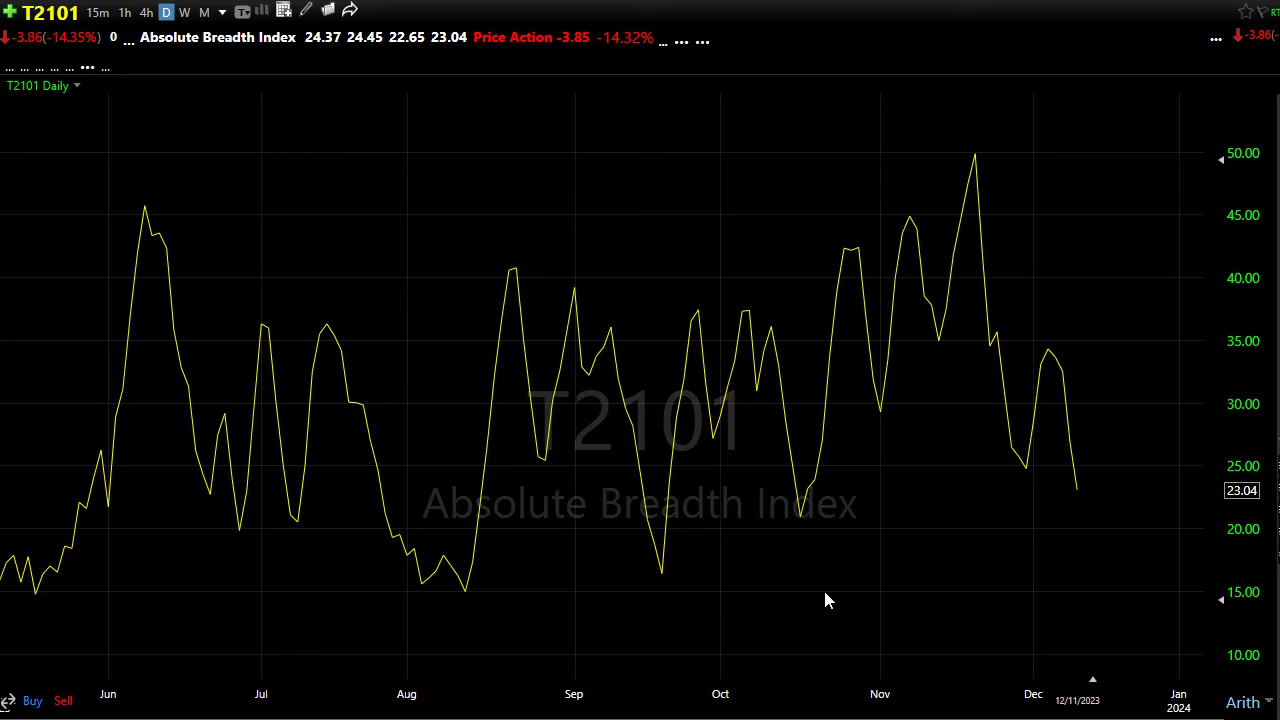 T2101 15m 1h 4h D W M T RT
-3.86(-14.35%) 0 ... Absolute Breadth Index 24.37 24.45 22.65 23.04 Price Action -3.85 -14.32% ... ... ... ... -3.86(-
... ... ... ... ... ... ...
T2101 Daily
50.00
45.00
40.00
35.00
30.00
T2101
25.00
23.04
Absolute Breadth Index
20.00
15.00
10.00
Jun Jul Aug Sep Oct Nov Dec Jan
Buy Sell 12/11/2023 2024 Arith